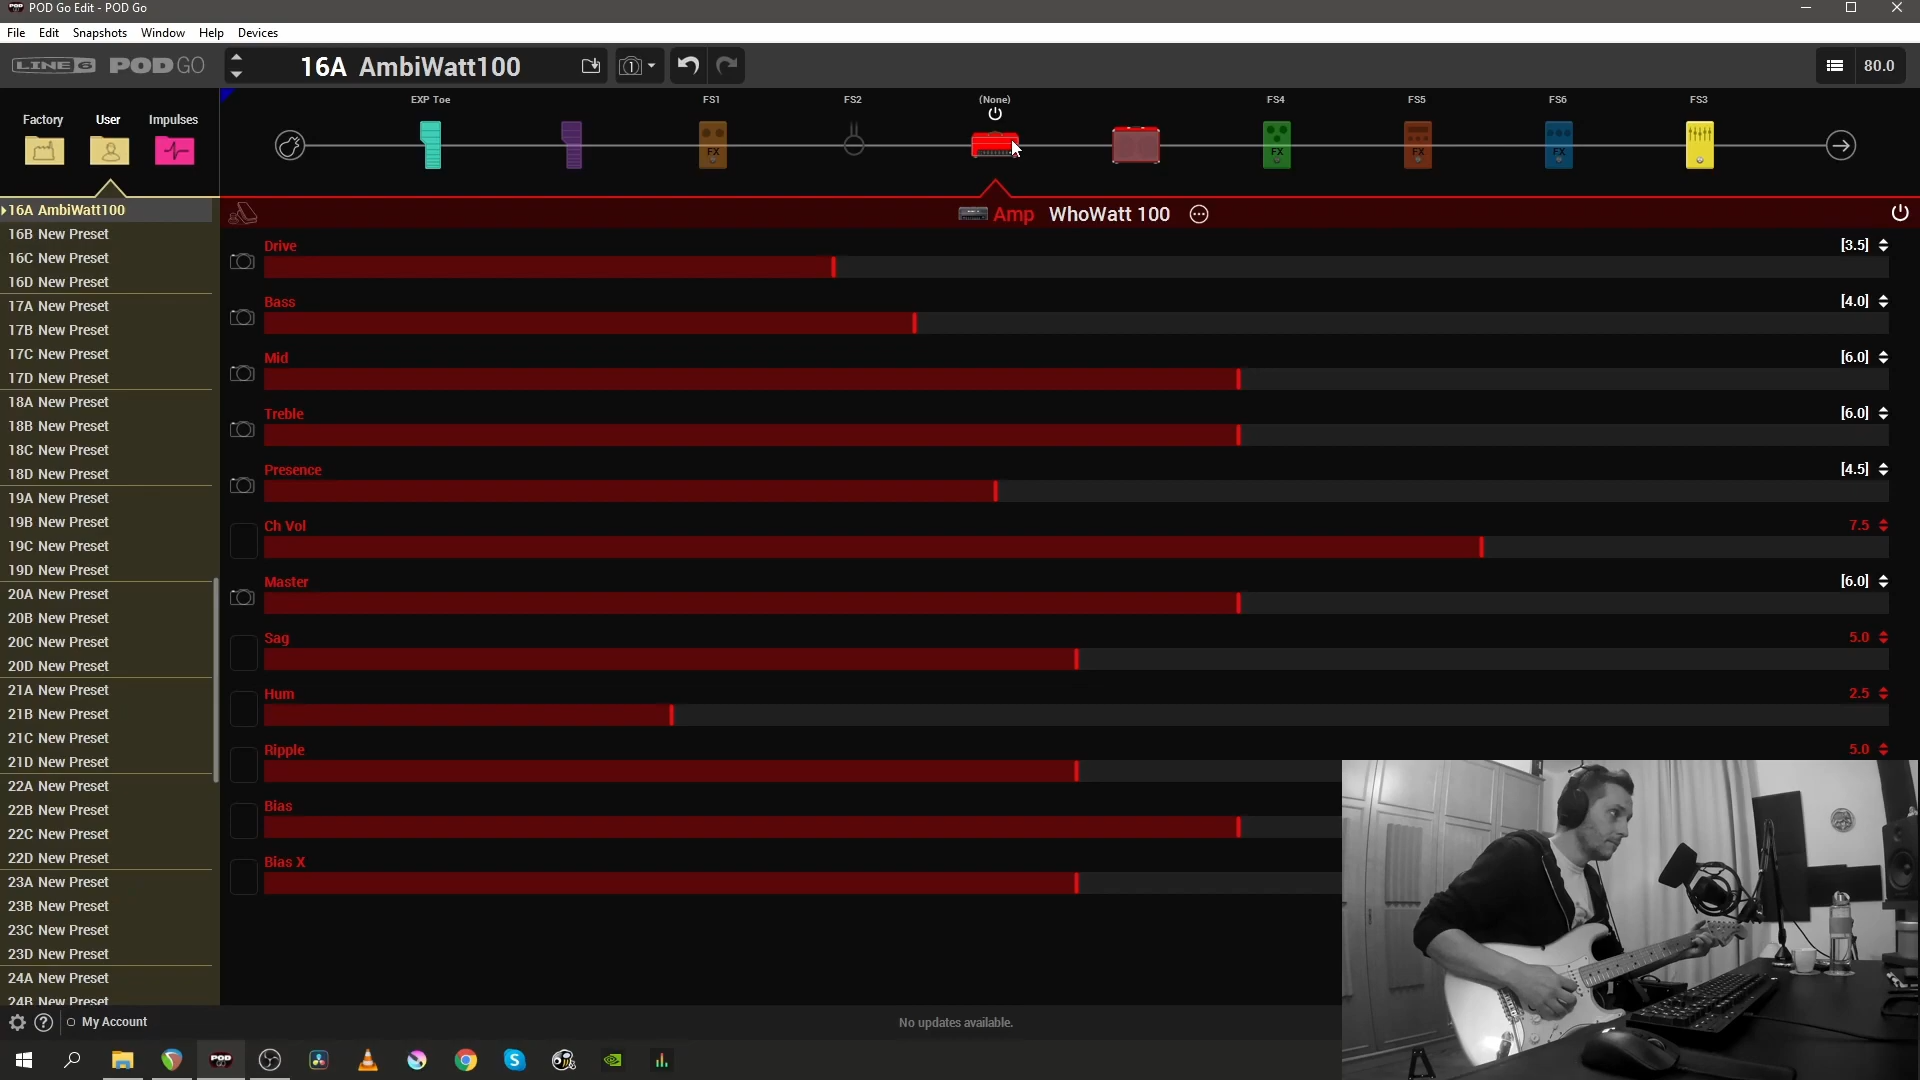 POD Go Edit - POD Go
File Edit Snapshots Window Help Devices
LINE 6 POD GO
16A AmbiWatt100
1
80.0
Factory User Impulses
EXP Toe FS1 FS2 (None) FS4 FS5 FS6 FS3
FX FX FX FX
Amp WhoWatt 100
16A AmbiWatt100
16B New Preset
16C New Preset
16D New Preset
17A New Preset
17B New Preset
17C New Preset
17D New Preset
18A New Preset
18B New Preset
18C New Preset
18D New Preset
19A New Preset
19B New Preset
19C New Preset
19D New Preset
20A New Preset
20B New Preset
20C New Preset
20D New Preset
21A New Preset
21B New Preset
21C New Preset
21D New Preset
22A New Preset
22B New Preset
22C New Preset
22D New Preset
23A New Preset
23B New Preset
23C New Preset
23D New Preset
24A New Preset
24B New Preset
Drive [3.5]
Bass [4.0]
Mid [6.0]
Treble [6.0]
Presence [4.5]
Ch Vol 7.5
Master [6.0]
Sag 5.0
Hum 2.5
Ripple 5.0
Bias
Bias X
My Account
No updates available.
POD